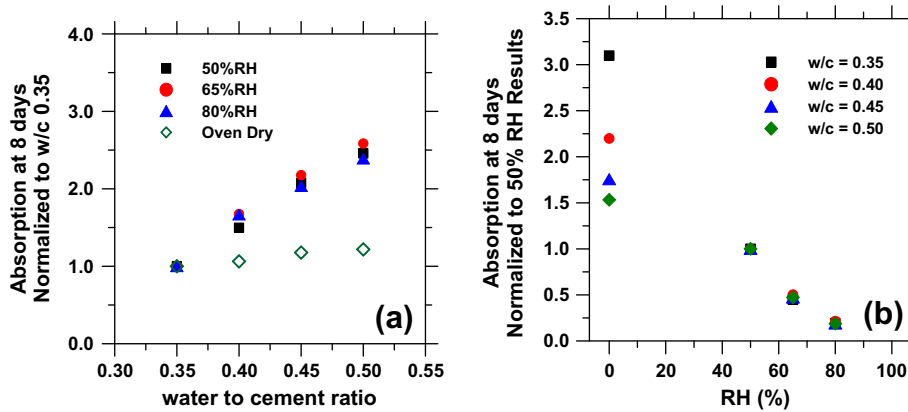 Absorption at 8 days
Normalized to w/c 0.35
4.0
3.0
2.0
1.0
0.0
50%RH
65%RH
80%RH
Oven Dry
(a)
0.30 0.35 0.40 0.45 0.50 0.55
water to cement ratio
Absorption at 8 days
Normalized to 50% RH Results
3.5
3.0
2.5
2.0
1.5
1.0
0.5
0.0
w/c = 0.35
w/c = 0.40
w/c = 0.45
w/c = 0.50
(b)
0 20 40 60 80 100
RH (%)